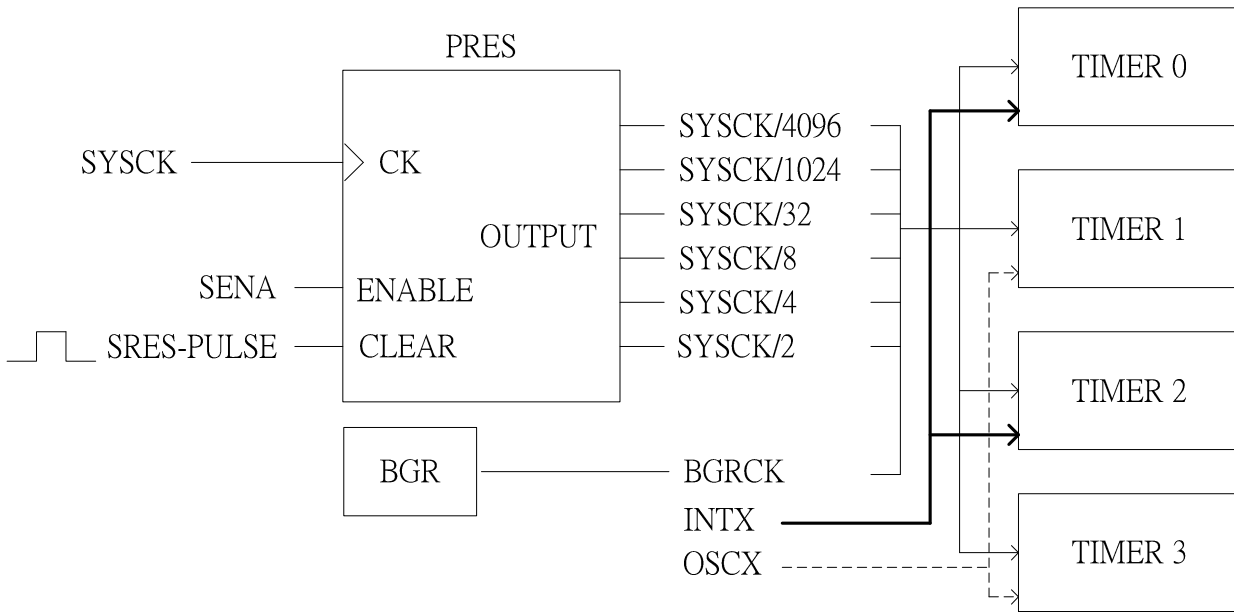 PRES
SYSCK
CK
SENA
ENABLE
SRES-PULSE
CLEAR
OUTPUT
SYSCK/4096
SYSCK/1024
SYSCK/32
SYSCK/8
SYSCK/4
SYSCK/2
BGR
BGRCK
INTX
OSCX
TIMER 0
TIMER 1
TIMER 2
TIMER 3